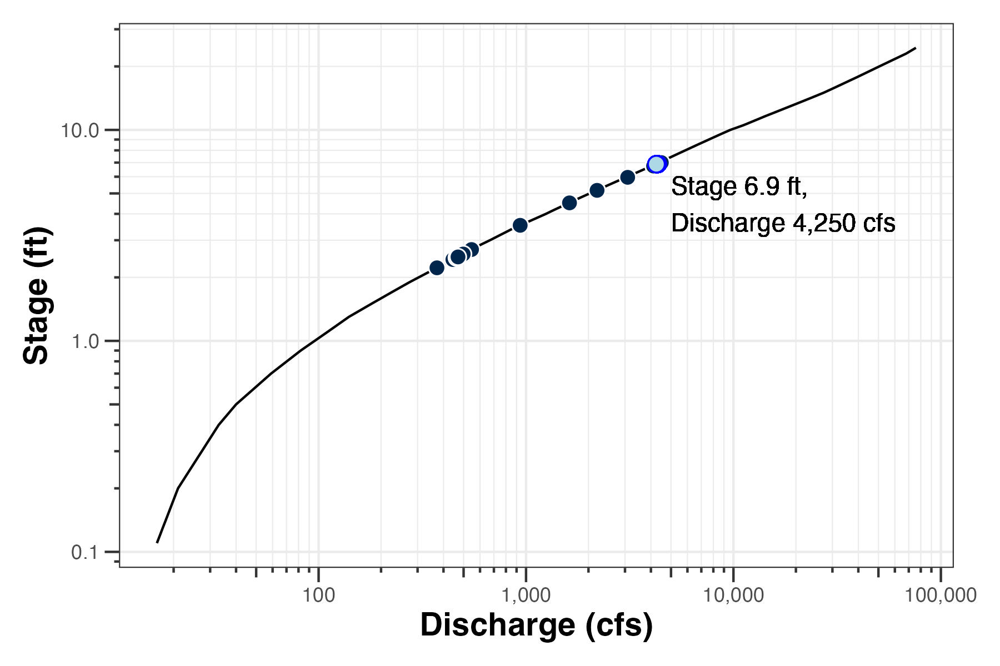 10.0
1.0
0.1
Stage (ft)
Stage 6.9 ft,
Discharge 4,250 cfs
100
1,000
10,000
100,000
Discharge (cfs)